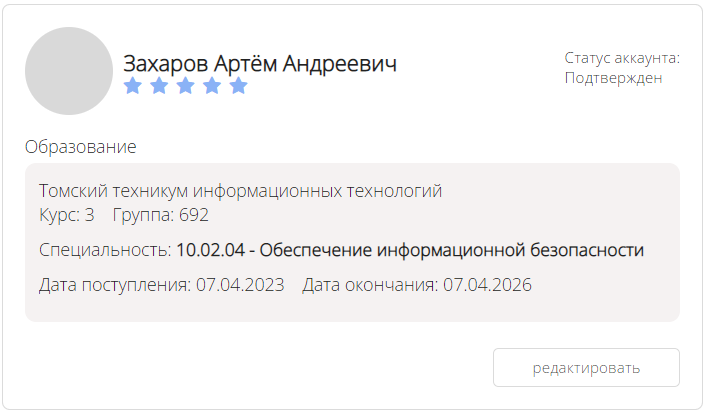 Захаров Артём Андреевич
Статус аккаунта:
Подтвержден
Образование
Томский техникум информационных технологий
Курс: 3 Группа: 692
Специальность: 10.02.04 - Обеспечение информационной безопасности
Дата поступления: 07.04.2023 Дата окончания: 07.04.2026
редактировать